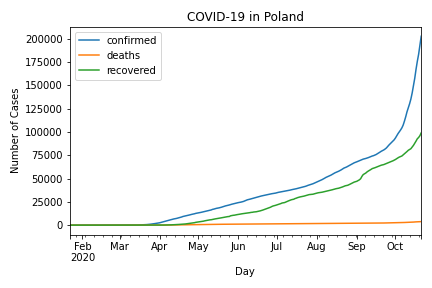 COVID-19 in Poland
confirmed
deaths
recovered
Number of Cases
200000
175000
150000
125000
100000
75000
50000
25000
0
Feb Mar Apr May Jun Jul Aug Sep Oct
2020
Day